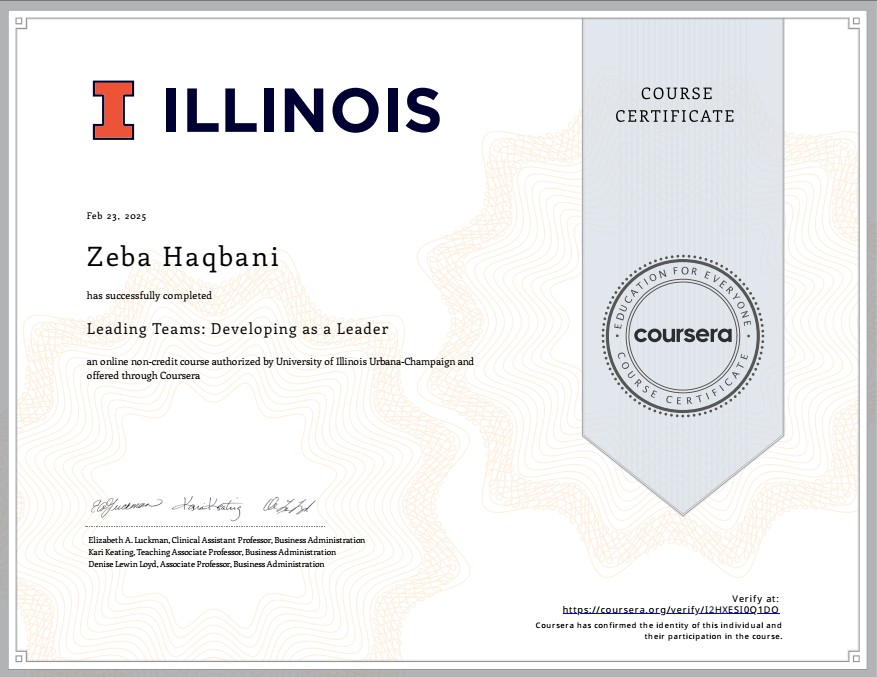 ILLINOIS
COURSE
CERTIFICATE
Feb 23, 2025
Zeba Haqbani
has successfully completed
Leading Teams: Developing as a Leader
an online non-credit course authorized by University of Illinois Urbana-Champaign and
offered through Coursera
EDUCATION FOR EVERYONE
coursera
COURSE CERTIFICATE
Elizabeth A. Luckman, Clinical Assistant Professor, Business Administration
Kari Keating, Teaching Associate Professor, Business Administration
Denise Lewin Loyd, Associate Professor, Business Administration
Verify at:
https://coursera.org/verify/I2HXESI0Q1DQ
Coursera has confirmed the identity of this individual and
their participation in the course.